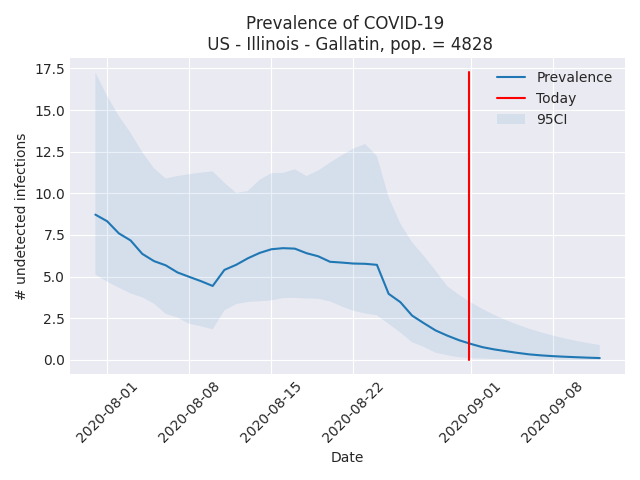 Prevalence of COVID-19
US - Illinois - Gallatin, pop. = 4828
# undetected infections
17.5
15.0
12.5
10.0
7.5
5.0
2.5
0.0
Prevalence
Today
95CI
2020-08-01
2020-08-08
2020-08-15
2020-08-22
2020-09-01
2020-09-08
Date